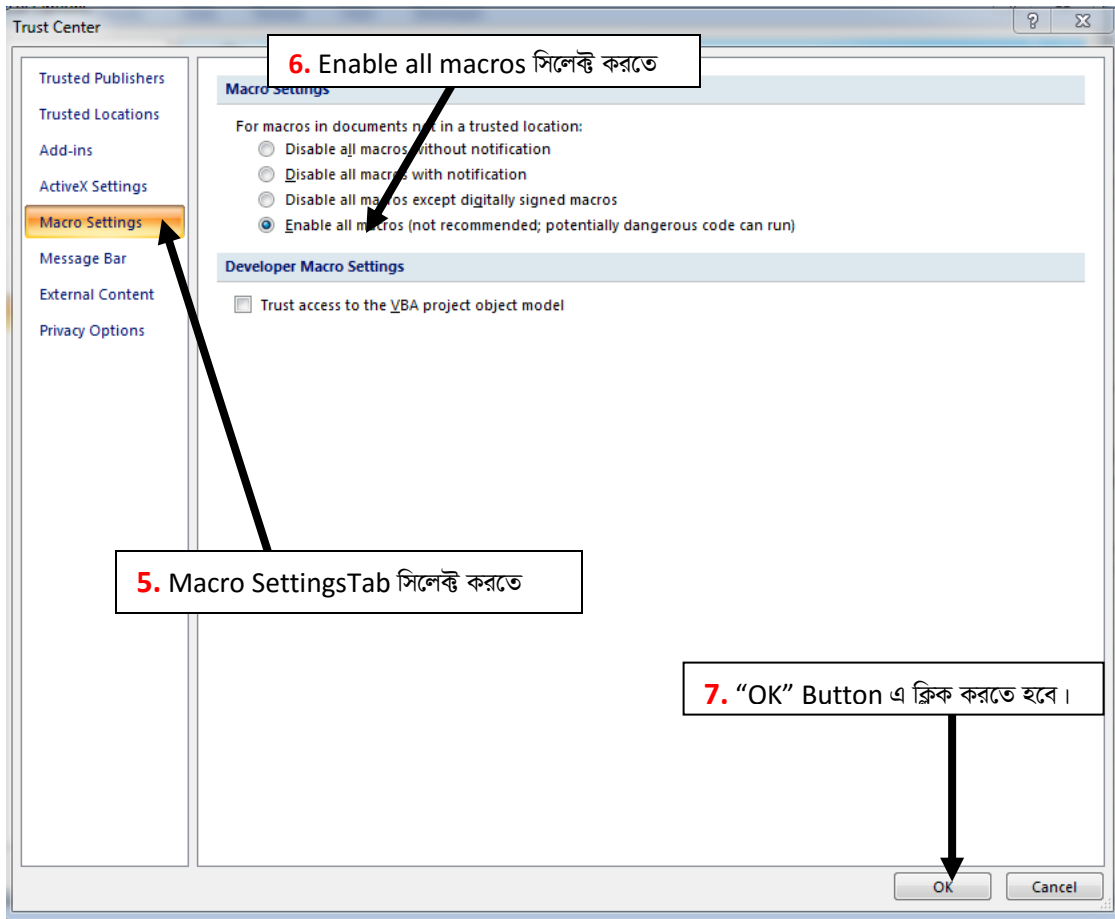 Trust Center
6. Enable all macros সিলেক্ট করতে
Trusted Publishers
Trusted Locations
Add-ins
ActiveX Settings
Macro Settings
Message Bar
External Content
Privacy Options
Macro Settings
For macros in documents not in a trusted location:
Disable all macros without notification
Disable all macros with notification
Disable all macros except digitally signed macros
Enable all macros (not recommended; potentially dangerous code can run)
Developer Macro Settings
Trust access to the VBA project object model
5. Macro SettingsTab সিলেক্ট করতে
7. “OK” Button এ ক্লিক করতে হবে।
OK
Cancel